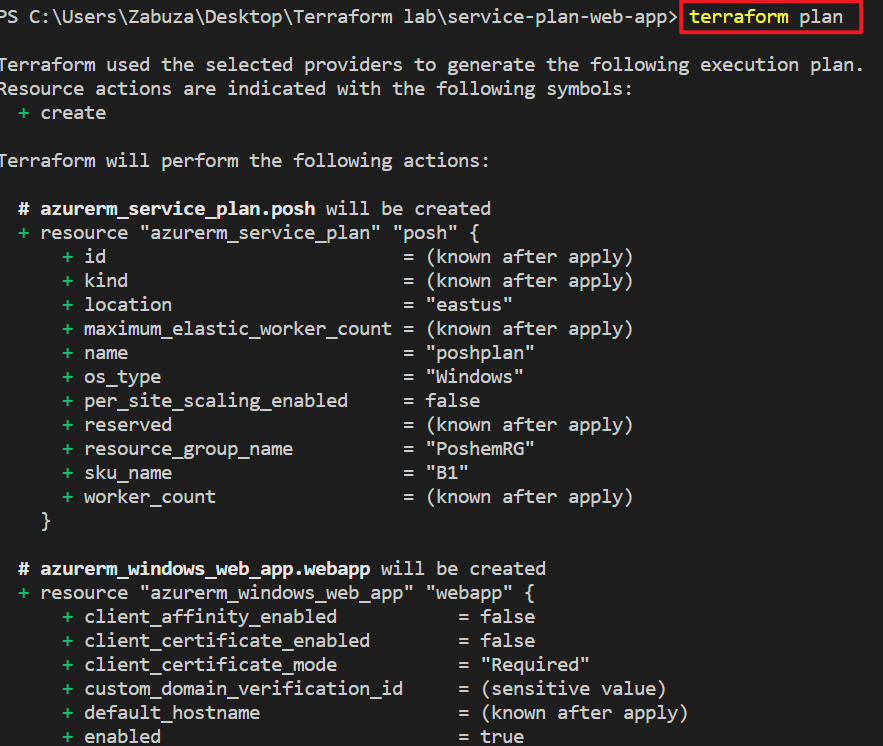 PS C:\Users\Zabuza\Desktop\Terraform lab\service-plan-web-app> terraform plan
Terraform used the selected providers to generate the following execution plan.
Resource actions are indicated with the following symbols:
+ create
Terraform will perform the following actions:
# azurerm_service_plan.posh will be created
+ resource "azurerm_service_plan" "posh" {
+ id = (known after apply)
+ kind = (known after apply)
+ location = "eastus"
+ maximum_elastic_worker_count = (known after apply)
+ name = "poshplan"
+ os_type = "Windows"
+ per_site_scaling_enabled = false
+ reserved = (known after apply)
+ resource_group_name = "PoshemRG"
+ sku_name = "B1"
+ worker_count = (known after apply)
}
# azurerm_windows_web_app.webapp will be created
+ resource "azurerm_windows_web_app" "webapp" {
+ client_affinity_enabled = false
+ client_certificate_enabled = false
+ client_certificate_mode = "Required"
+ custom_domain_verification_id = (sensitive value)
+ default_hostname = (known after apply)
+ enabled = true